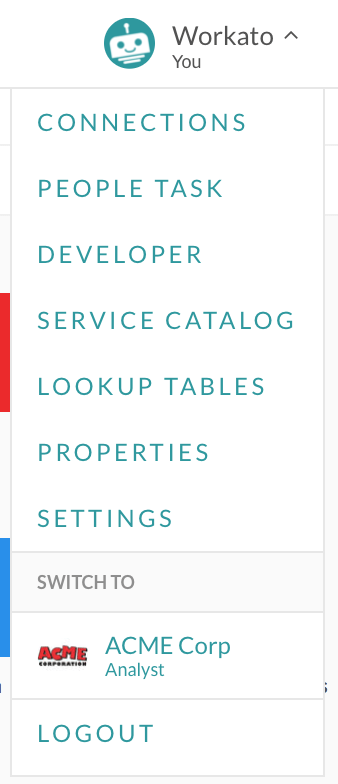 Workato
You
CONNECTIONS
PEOPLE TASK
DEVELOPER
SERVICE CATALOG
LOOKUP TABLES
PROPERTIES
SETTINGS
SWITCH TO
ACME
CORPORATION
ACME Corp
Analyst
LOGOUT